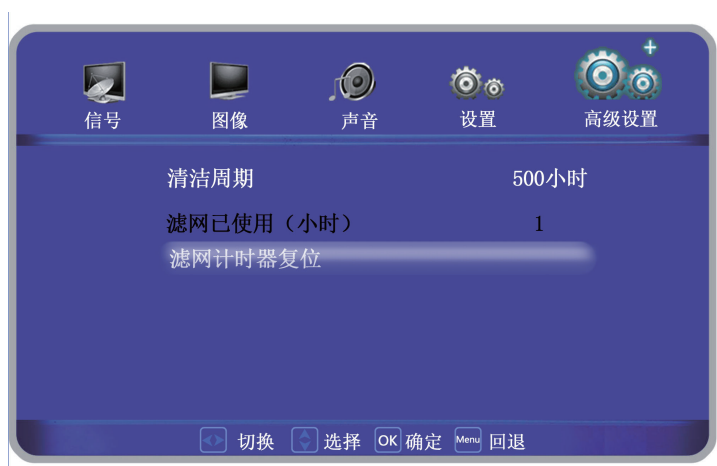 信号 图像 声音 设置 高级设置
清洁周期 500小时
滤网已使用（小时） 1
滤网计时器复位
切换 选择 OK 确定 Menu 回退